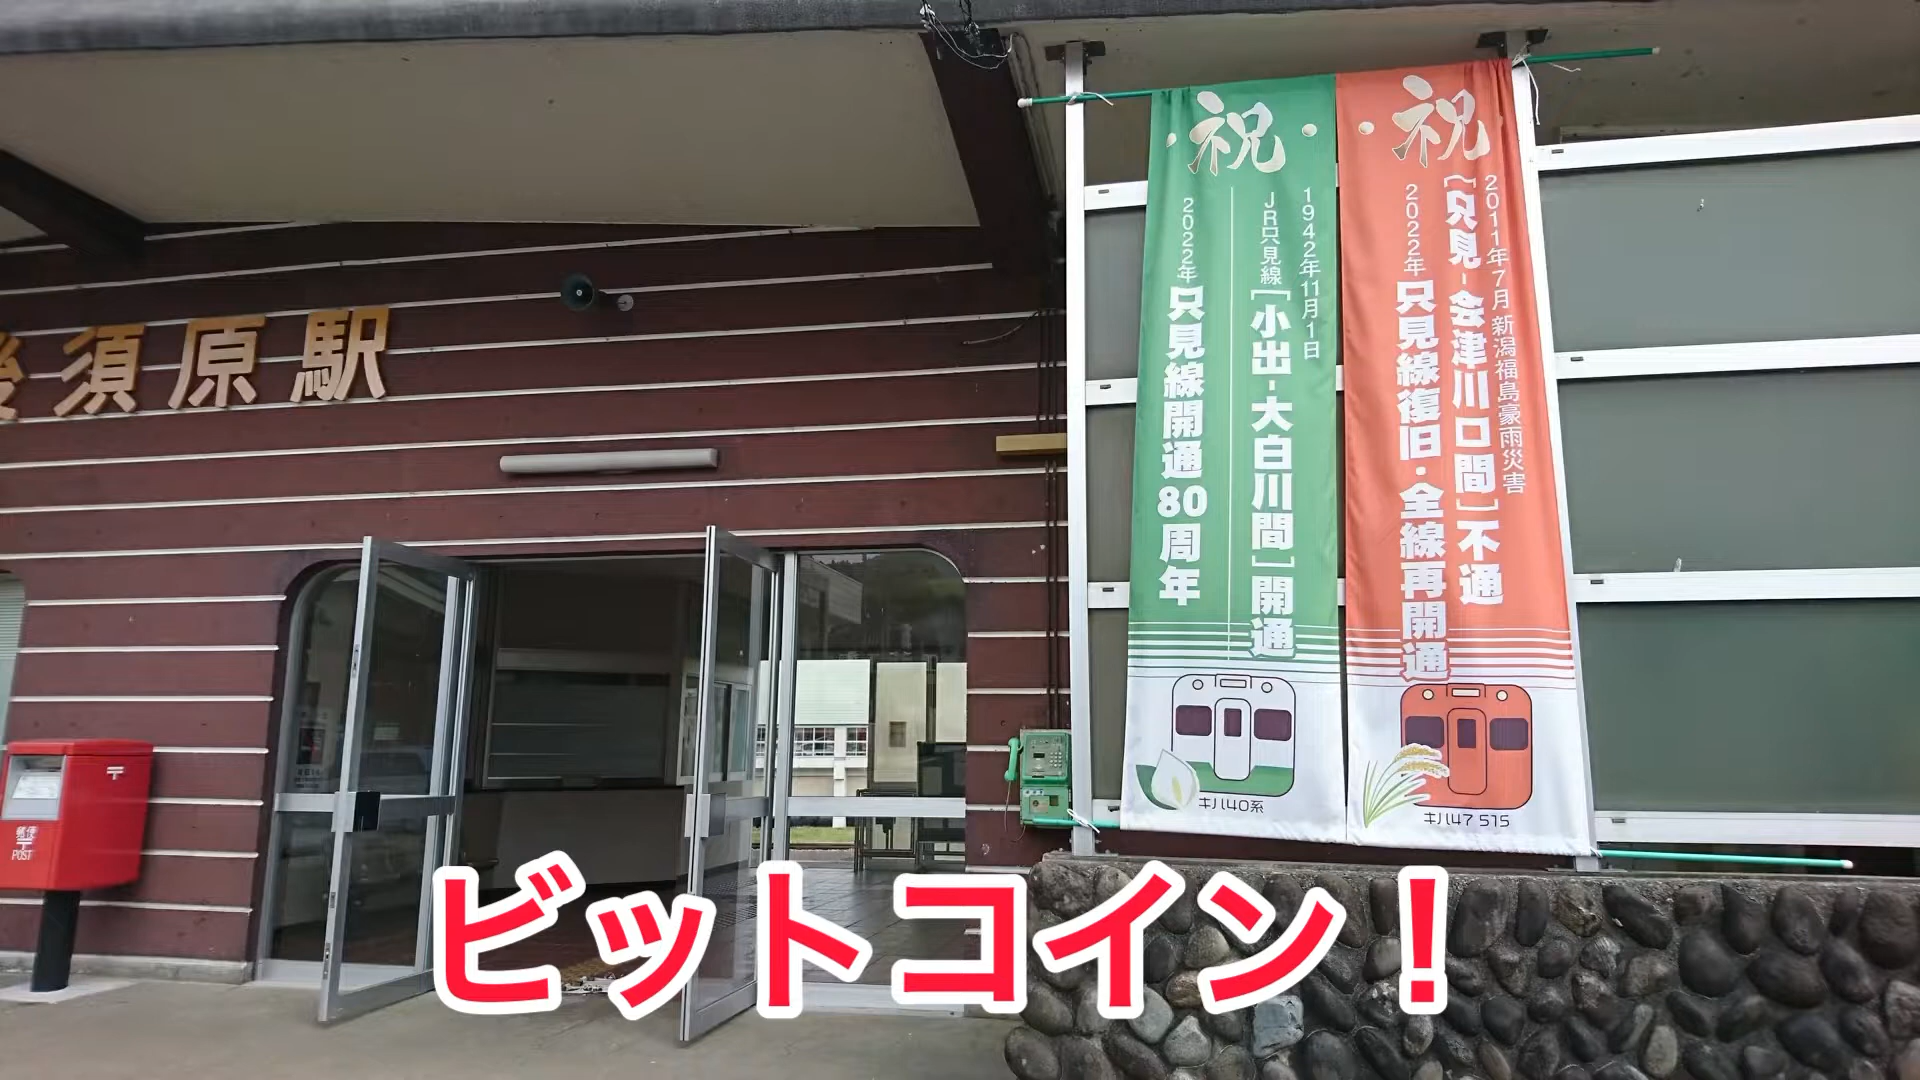 後須原駅
祝
1942年11月1日
JR只見線[小出-大白川間]開通
2022年只見線開通80周年
キハ40系
祝
2011年7月 新潟福島豪雨災害
[只見-会津川口間]不通
2022年只見線復旧・全線再開通
キハ47 515
郵便
〒
POST
ビットコイン！